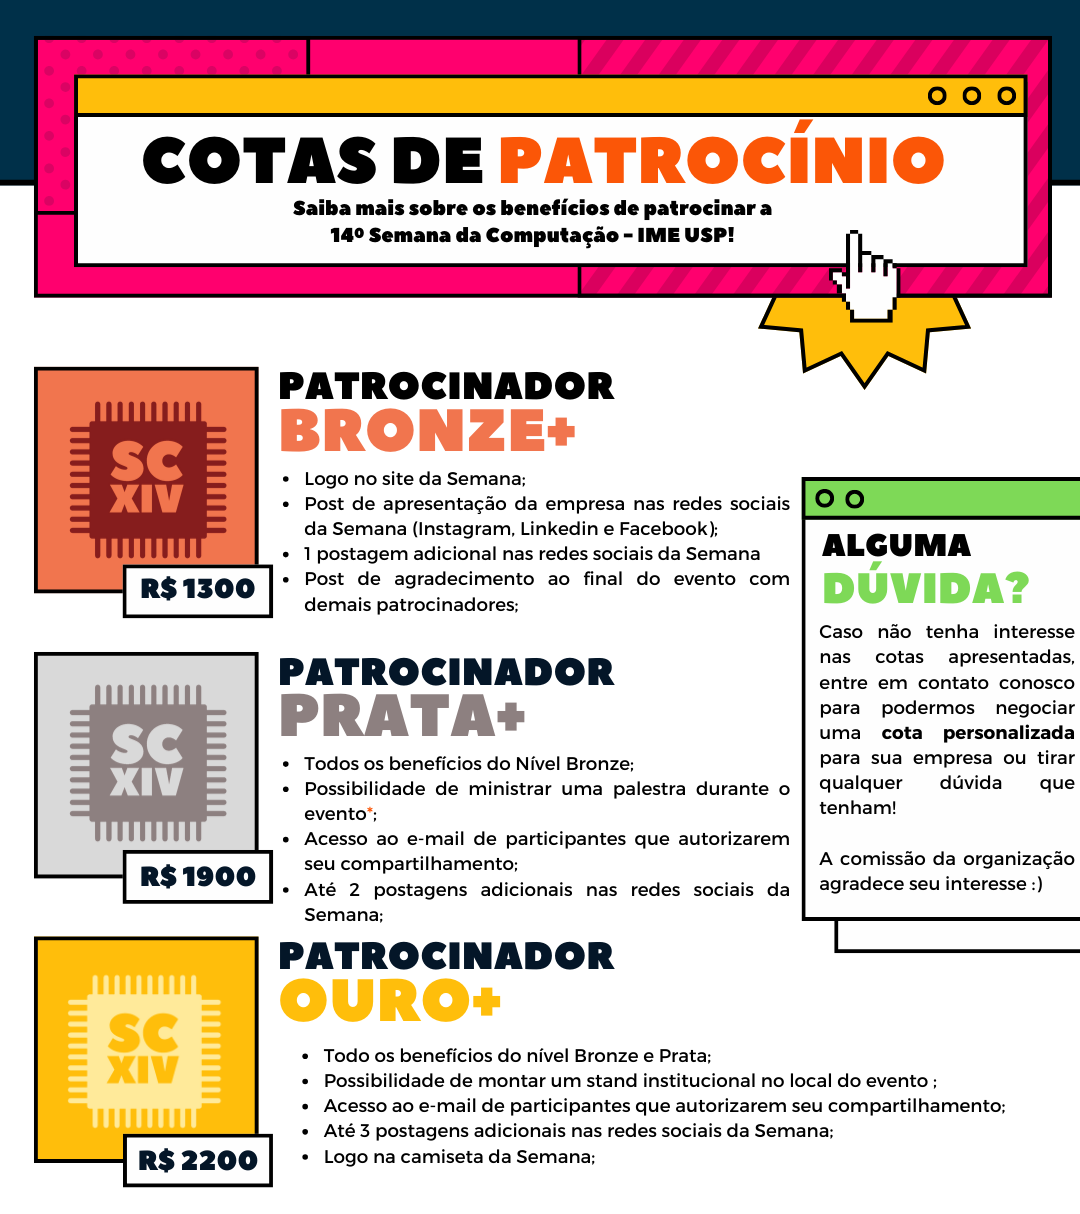 COTAS DE PATROCÍNIO
Saiba mais sobre os benefícios de patrocinar a
14º Semana da Computação - IME USP!
SC
XIV
R$ 1300
PATROCINADOR
BRONZE+
• Logo no site da Semana;
• Post de apresentação da empresa nas redes sociais
da Semana (Instagram, Linkedin e Facebook);
• 1 postagem adicional nas redes sociais da Semana
• Post de agradecimento ao final do evento com
demais patrocinadores;
SC
XIV
R$ 1900
PATROCINADOR
PRATA+
• Todos os benefícios do Nível Bronze;
• Possibilidade de ministrar uma palestra durante o
evento*;
• Acesso ao e-mail de participantes que autorizarem
seu compartilhamento;
• Até 2 postagens adicionais nas redes sociais da
Semana;
SC
XIV
R$ 2200
PATROCINADOR
OURO+
• Todo os benefícios do nível Bronze e Prata;
• Possibilidade de montar um stand institucional no local do evento ;
• Acesso ao e-mail de participantes que autorizarem seu compartilhamento;
• Até 3 postagens adicionais nas redes sociais da Semana;
• Logo na camiseta da Semana;
ALGUMA
DÚVIDA?
Caso não tenha interesse
nas cotas apresentadas,
entre em contato conosco
para podermos negociar
uma cota personalizada
para sua empresa ou tirar
qualquer dúvida que
tenham!
A comissão da organização
agradece seu interesse :)